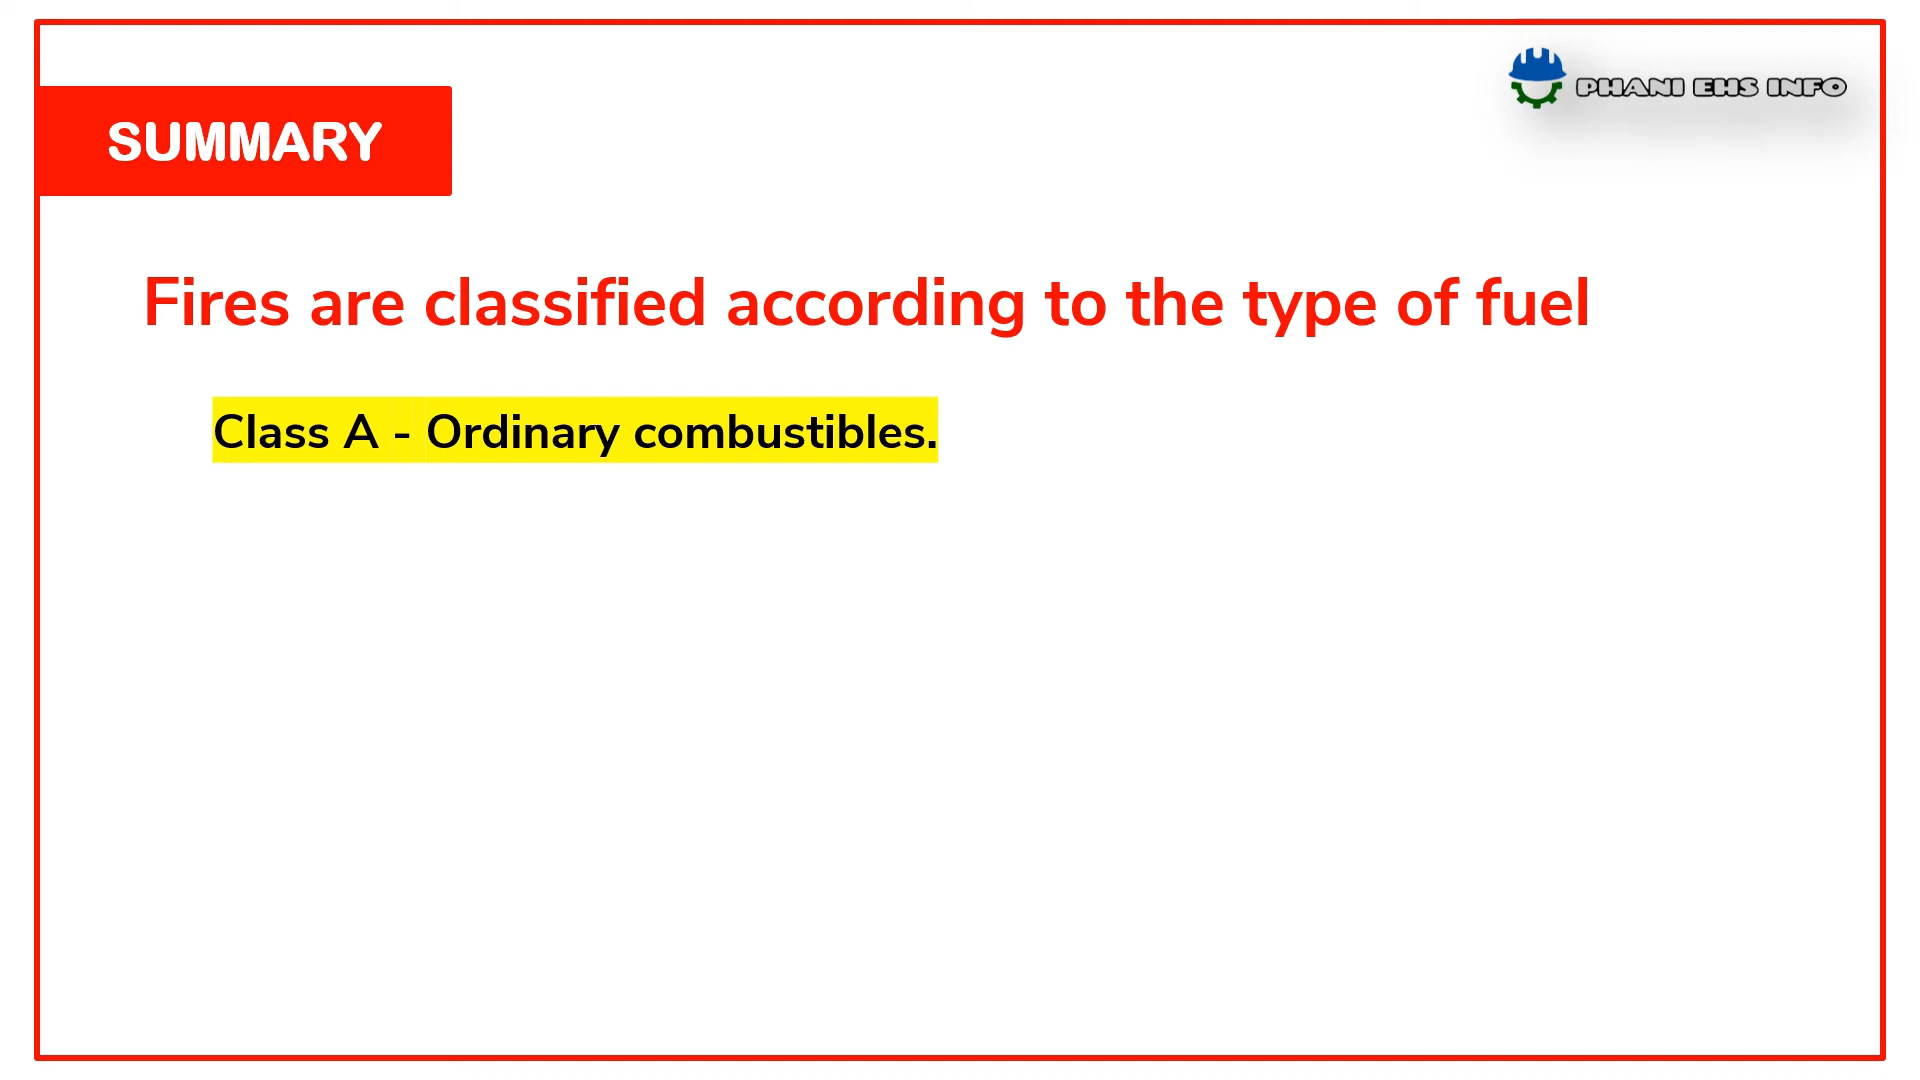 PHANI EHS INFO
SUMMARY
Fires are classified according to the type of fuel
Class A - Ordinary combustibles.